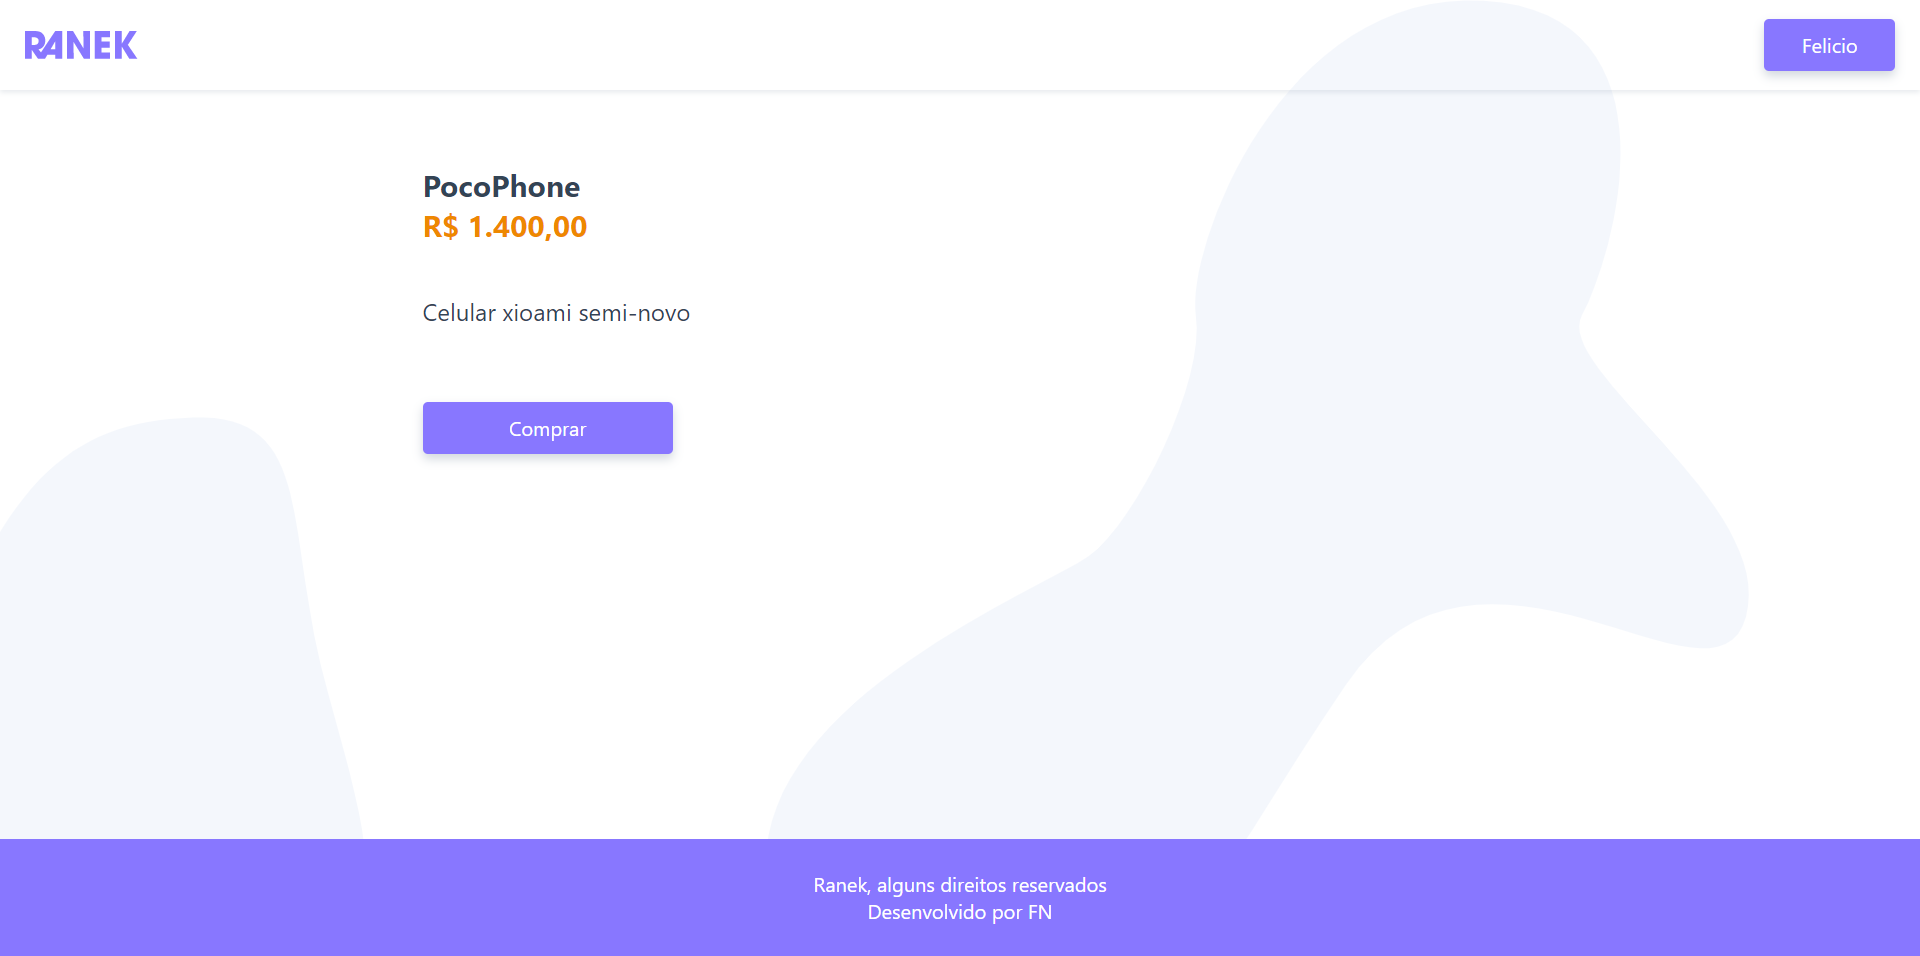 RANEK
Felicio
PocoPhone
R$ 1.400,00
Celular xioami semi-novo
Comprar
Ranek, alguns direitos reservados
Desenvolvido por FN